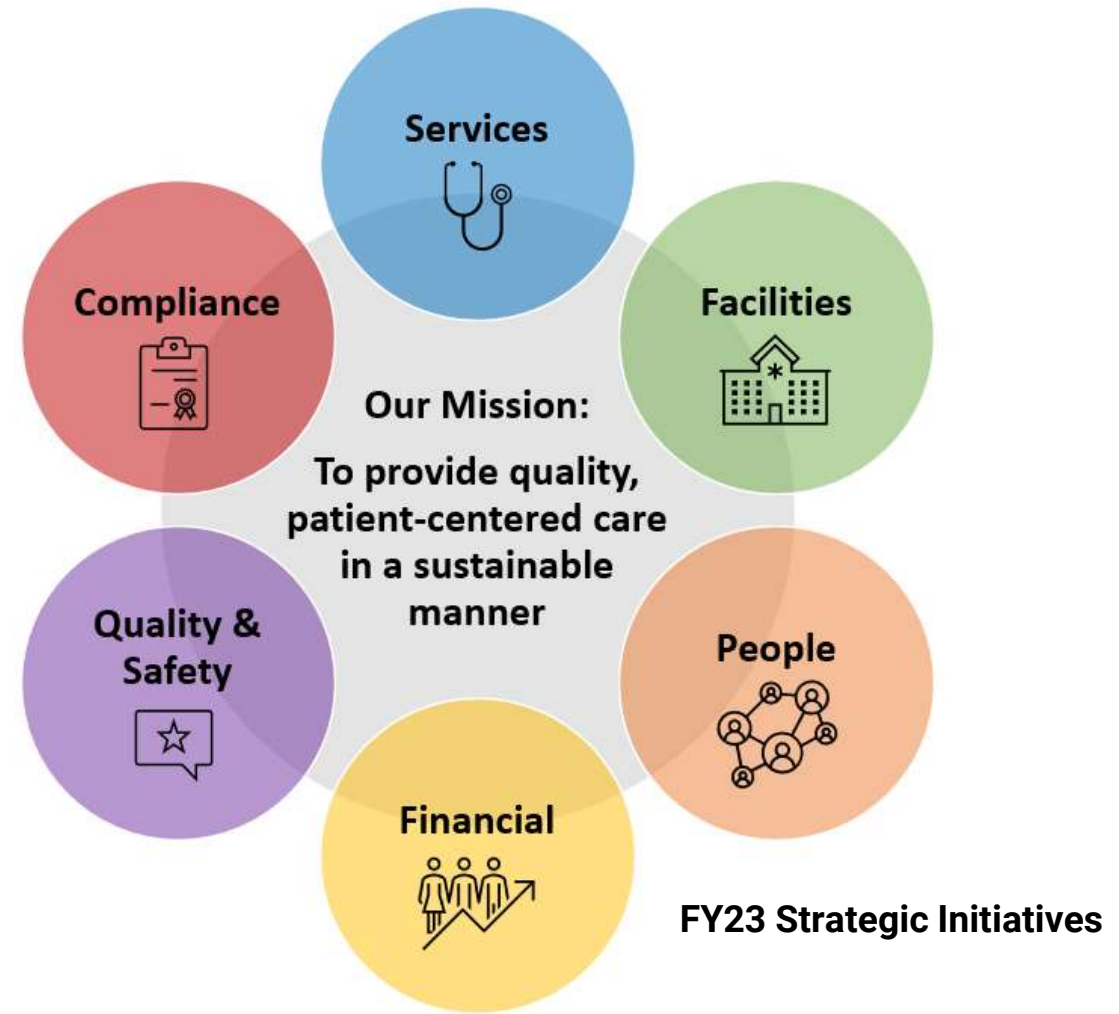 Services
Compliance
Facilities
Our Mission:
To provide quality,
patient-centered care
in a sustainable
manner
Quality &
Safety
People
Financial
FY23 Strategic Initiatives